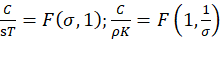 C/sT = F(σ, 1); C/ρK = F(1, 1/σ)